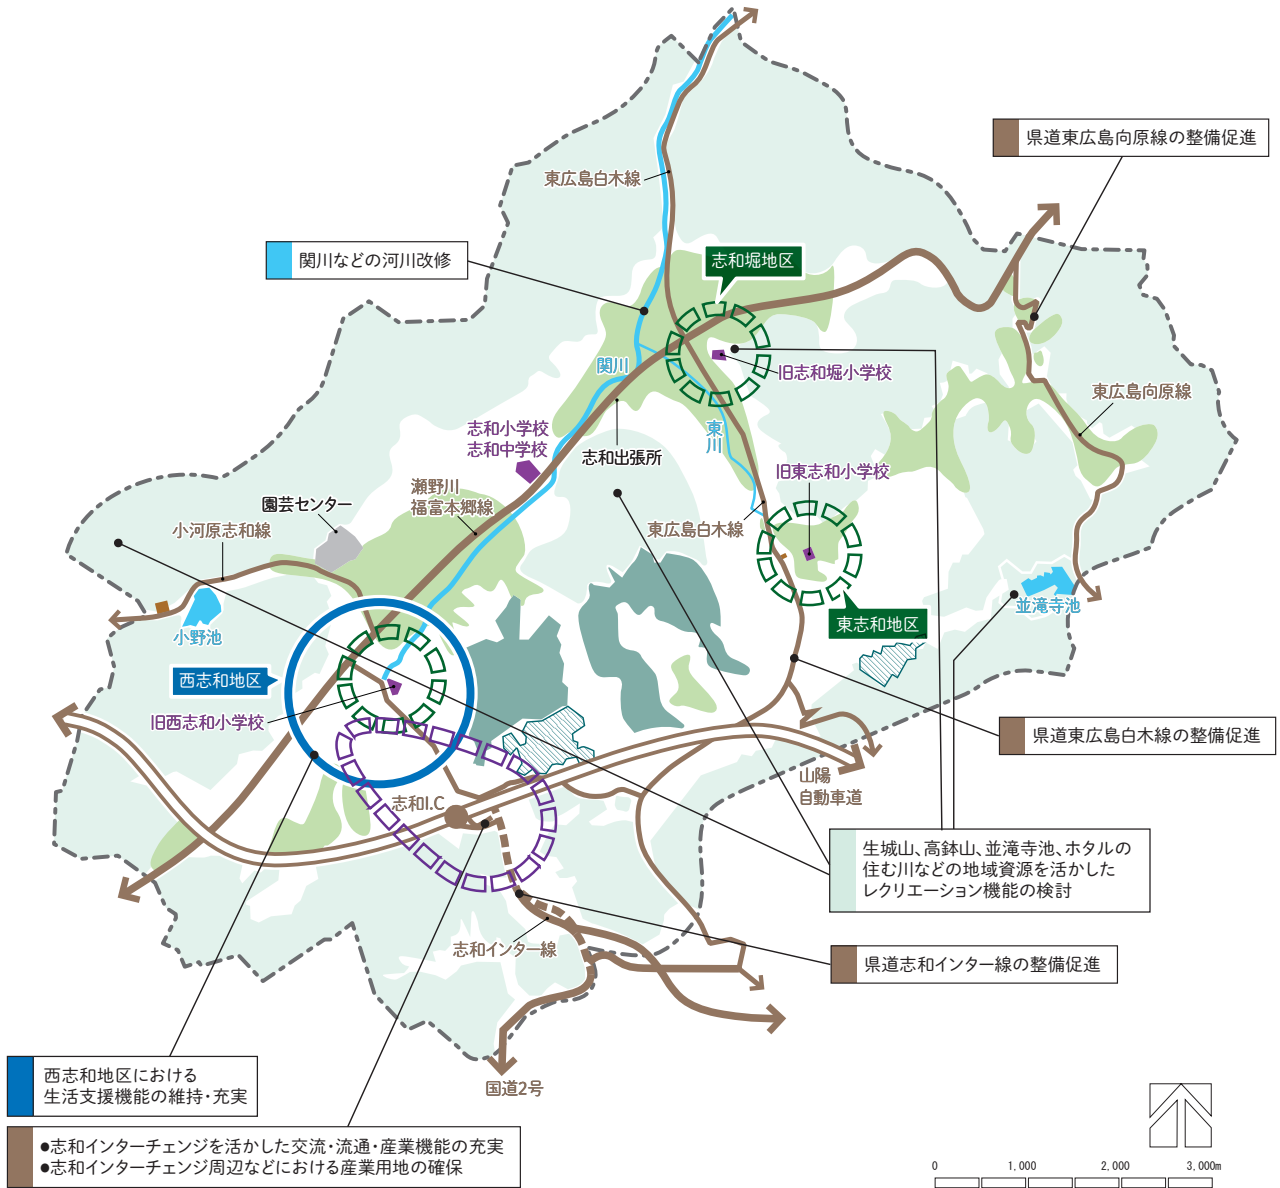 県道東広島向原線の整備促進
東広島白木線
関川などの河川改修
志和堀地区
関川
旧志和堀小学校
東広島向原線
志和小学校
志和中学校
東川
志和出張所
旧東志和小学校
瀬野川
福富本郷線
園芸センター
小河原志和線
東広島白木線
並滝寺池
小野池
東志和地区
西志和地区
旧西志和小学校
県道東広島白木線の整備促進
山陽
自動車道
志和I.C
生城山、高鉢山、並滝寺池、ホタルの
住む川などの地域資源を活かした
レクリエーション機能の検討
志和インター線
県道志和インター線の整備促進
西志和地区における
生活支援機能の維持・充実
国道2号
●志和インターチェンジを活かした交流・流通・産業機能の充実
●志和インターチェンジ周辺などにおける産業用地の確保
0 1,000 2,000 3,000m